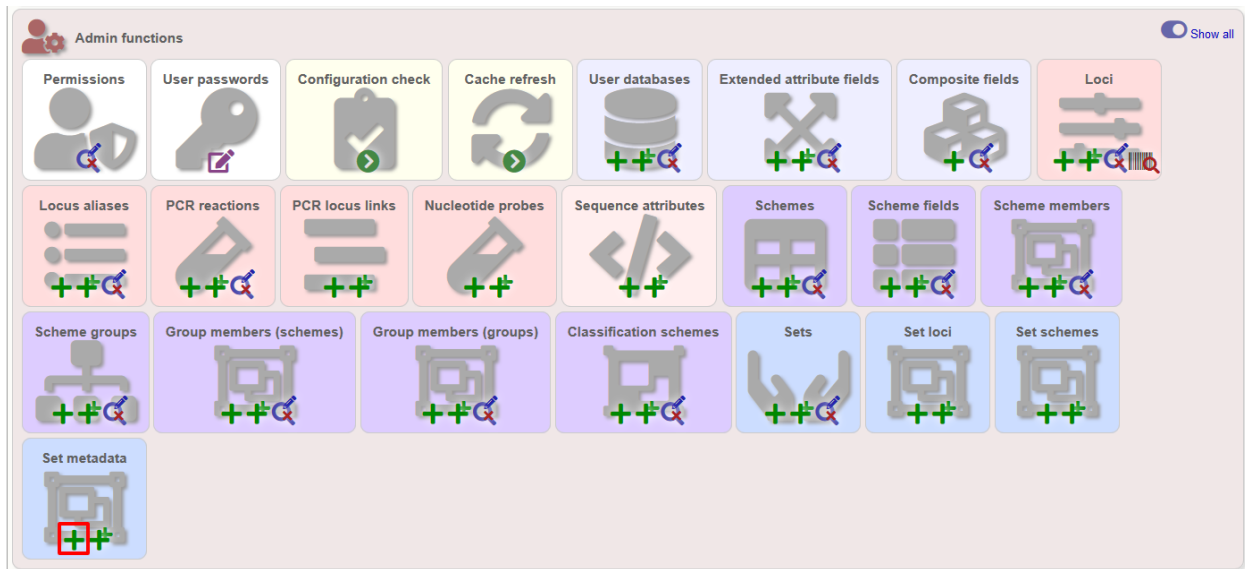 Admin functions
Show all
Permissions
User passwords
Configuration check
Cache refresh
User databases
Extended attribute fields
Composite fields
Loci
Locus aliases
PCR reactions
PCR locus links
Nucleotide probes
Sequence attributes
Schemes
Scheme fields
Scheme members
Scheme groups
Group members (schemes)
Group members (groups)
Classification schemes
Sets
Set loci
Set schemes
Set metadata